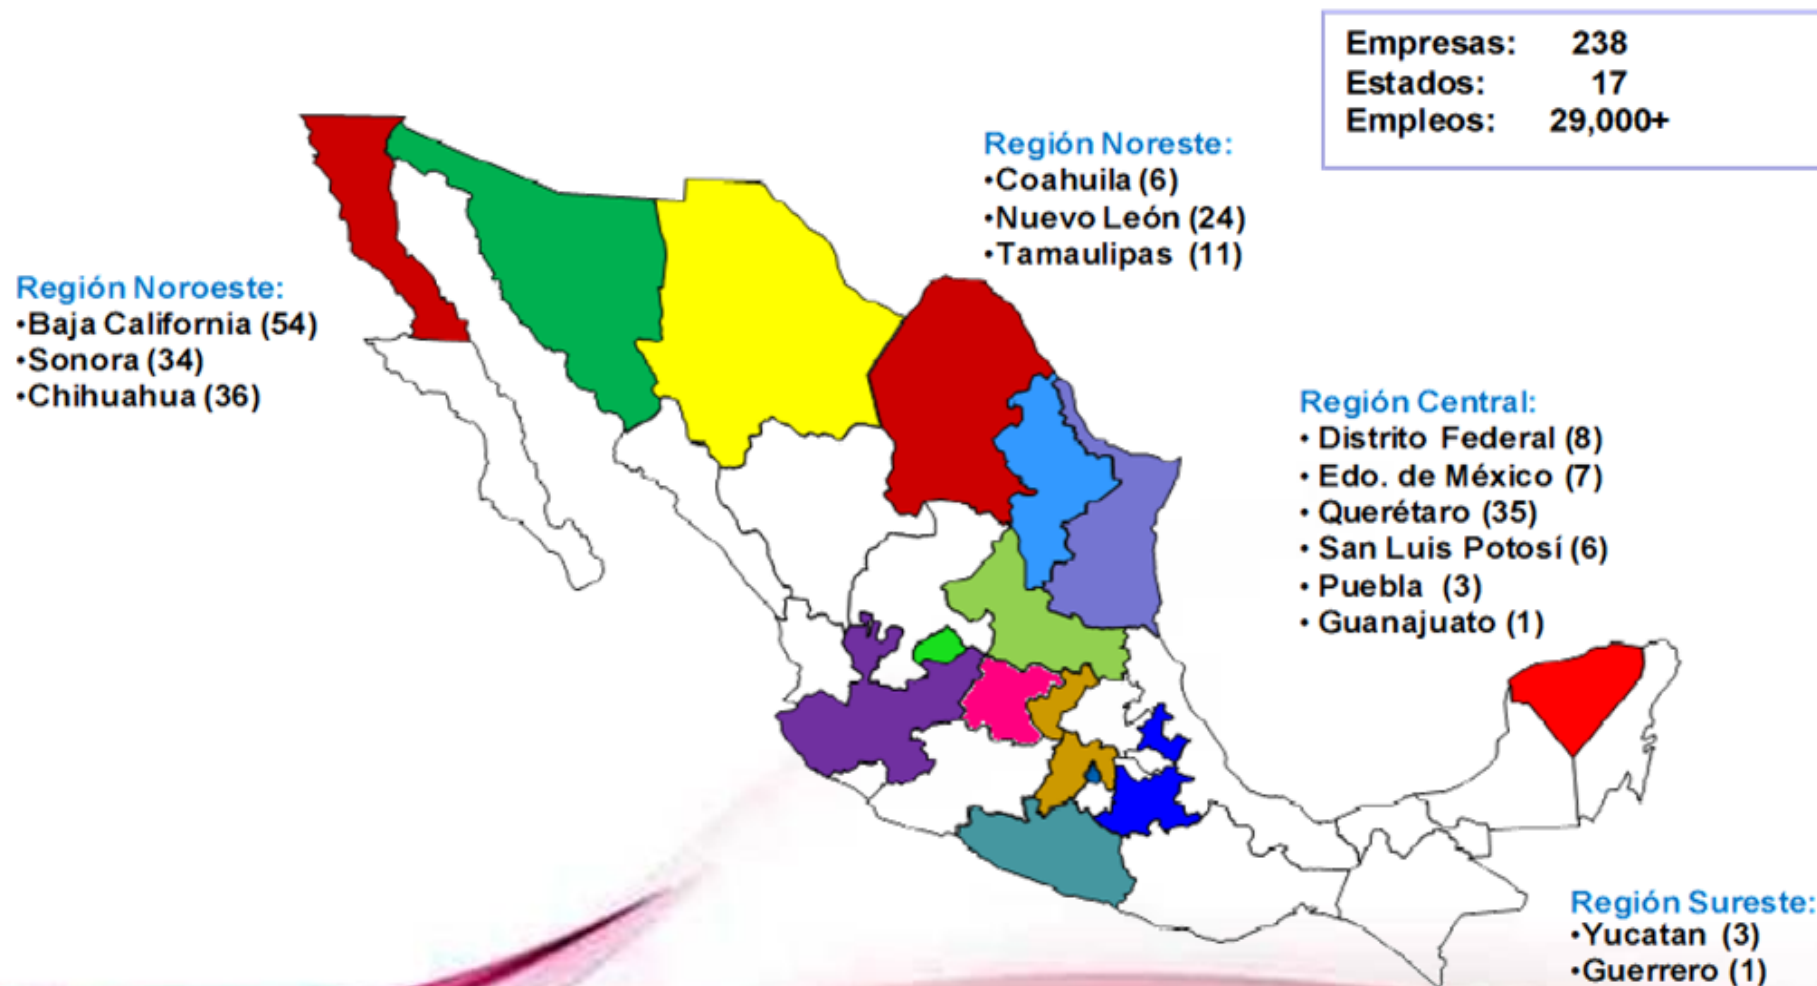 Empresas: 238
Estados: 17
Empleos: 29,000+
Región Noreste:
•Coahuila (6)
•Nuevo León (24)
•Tamaulipas (11)
Región Noroeste:
•Baja California (54)
•Sonora (34)
•Chihuahua (36)
Región Central:
• Distrito Federal (8)
• Edo. de México (7)
• Querétaro (35)
• San Luis Potosí (6)
• Puebla (3)
• Guanajuato (1)
Región Sureste:
•Yucatan (3)
•Guerrero (1)